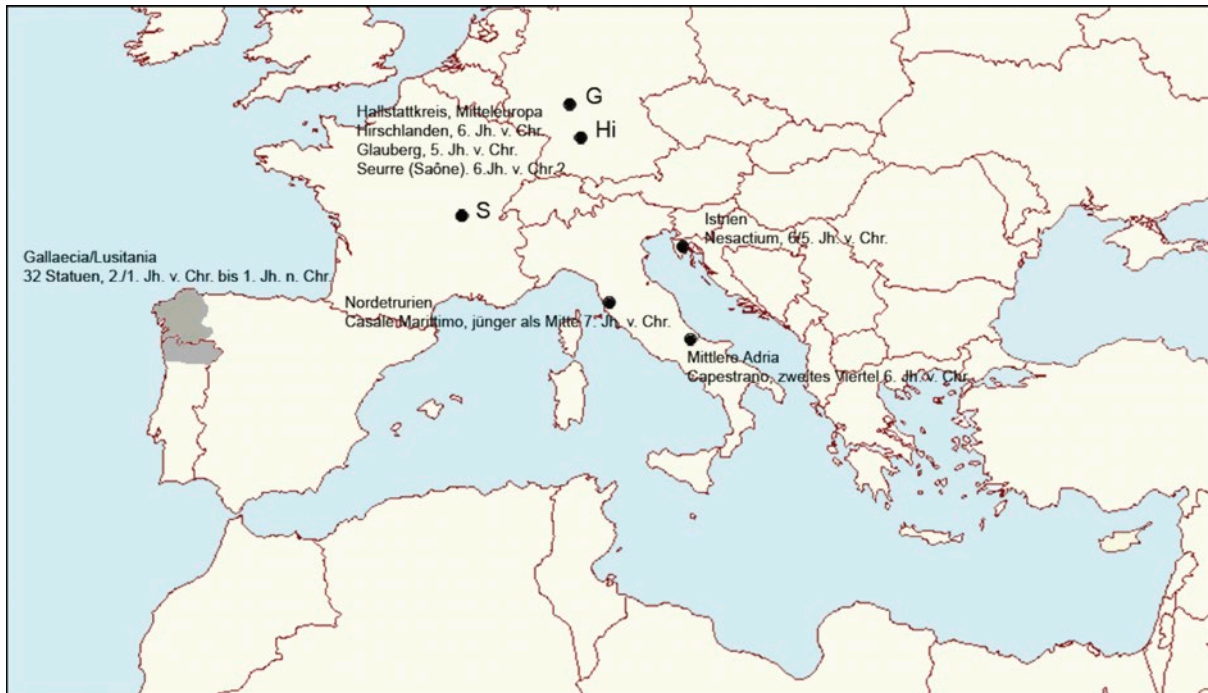 G
Hallstattkreis, Mitteleuropa
Hirschlanden, 6. Jh. v. Chr.
Hi
Glauberg, 5. Jh. v. Chr.
Seurre (Saône). 6.Jh. v. Chr.?
S
Istrien
Nesactium, 6/5. Jh. v. Chr.
Gallaecia/Lusitania
32 Statuen, 2./1. Jh. v. Chr. bis 1. Jh. n. Chr.
Nordetrurien
Casale Marittimo, jünger als Mitte 7. Jh. v. Chr.
Mittlere Adria
Capestrano, zweites Viertel 6. Jh. v. Chr.